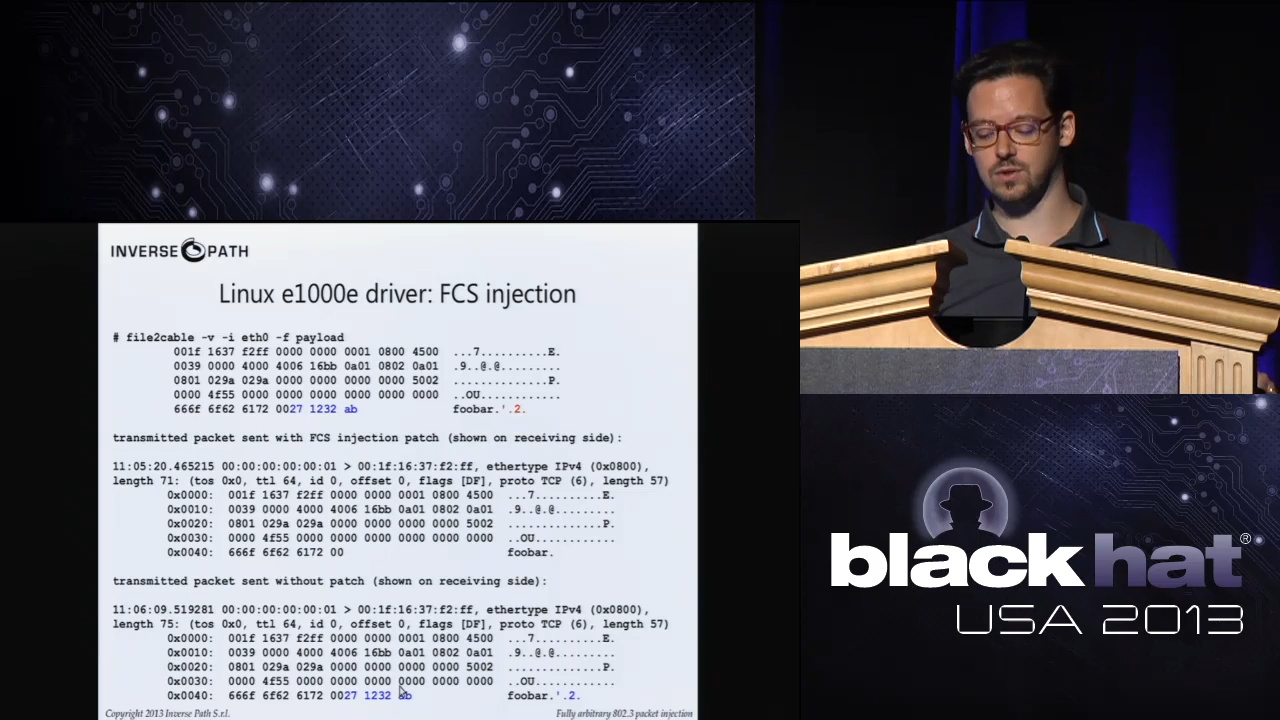 INVERSE PATH
Linux e1000e driver: FCS injection
# file2cable -v -i eth0 -f payload
001f 1637 f2ff 0000 0000 0001 0800 4500 ...7..........E.
0039 0000 4000 4006 16bb 0a01 0802 0a01 .9..@.@.........
0801 029a 029a 0000 0000 0000 0000 5002 ..............P.
0000 4f55 0000 0000 0000 0000 0000 0000 ..OU............
666f 6f62 6172 0027 1232 ab foobar.'.2.
transmitted packet sent with FCS injection patch (shown on receiving side):
11:05:20.465215 00:00:00:00:00:01 > 00:1f:16:37:f2:ff, ethertype IPv4 (0x0800),
length 71: (tos 0x0, ttl 64, id 0, offset 0, flags [DF], proto TCP (6), length 57)
0x0000: 001f 1637 f2ff 0000 0000 0001 0800 4500 ...7..........E.
0x0010: 0039 0000 4000 4006 16bb 0a01 0802 0a01 .9..@.@.........
0x0020: 0801 029a 029a 0000 0000 0000 0000 5002 ..............P.
0x0030: 0000 4f55 0000 0000 0000 0000 0000 0000 ..OU............
0x0040: 666f 6f62 6172 00 foobar.
transmitted packet sent without patch (shown on receiving side):
11:06:09.519281 00:00:00:00:00:01 > 00:1f:16:37:f2:ff, ethertype IPv4 (0x0800),
length 75: (tos 0x0, ttl 64, id 0, offset 0, flags [DF], proto TCP (6), length 57)
0x0000: 001f 1637 f2ff 0000 0000 0001 0800 4500 ...7..........E.
0x0010: 0039 0000 4000 4006 16bb 0a01 0802 0a01 .9..@.@.........
0x0020: 0801 029a 029a 0000 0000 0000 0000 5002 ..............P.
0x0030: 0000 4f55 0000 0000 0000 0000 0000 0000 ..OU............
0x0040: 666f 6f62 6172 0027 1232 ab foobar.'.2.
Copyright 2013 Inverse Path S.r.l.
Fully arbitrary 802.3 packet injection
black hat®
USA 2013